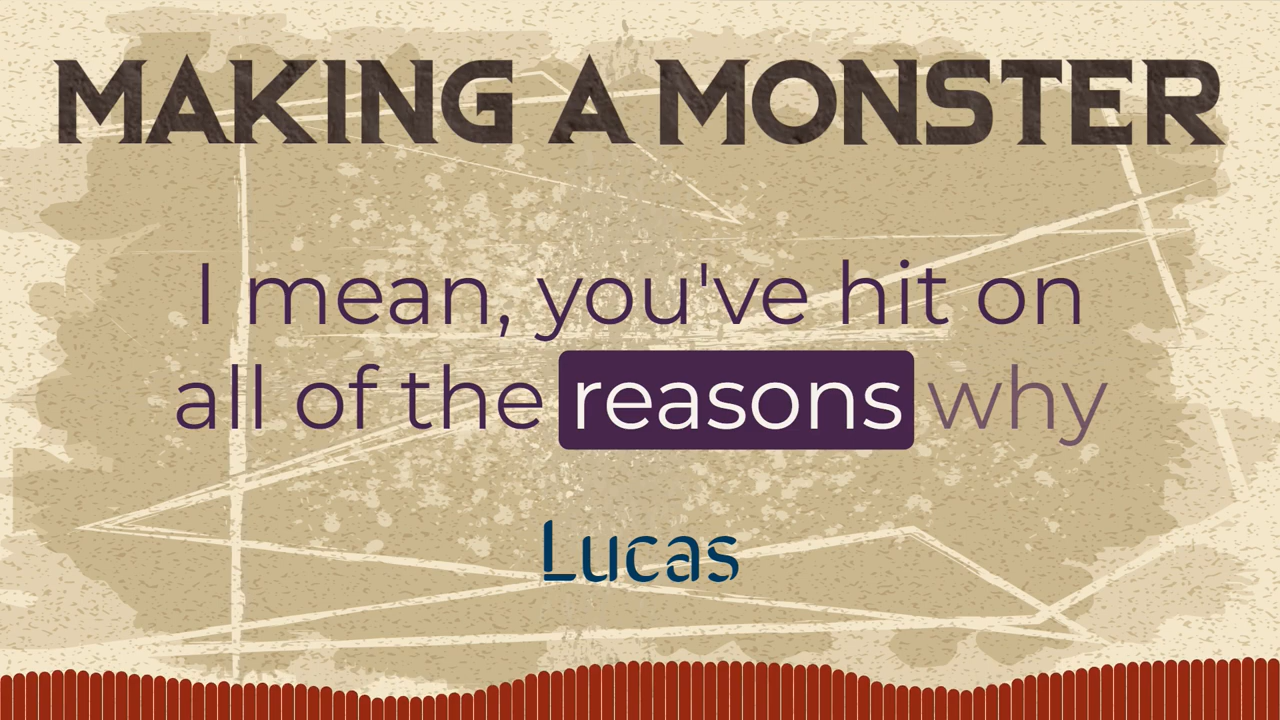 MAKING A MONSTER
I mean, you've hit on
all of the reasons why
Lucas